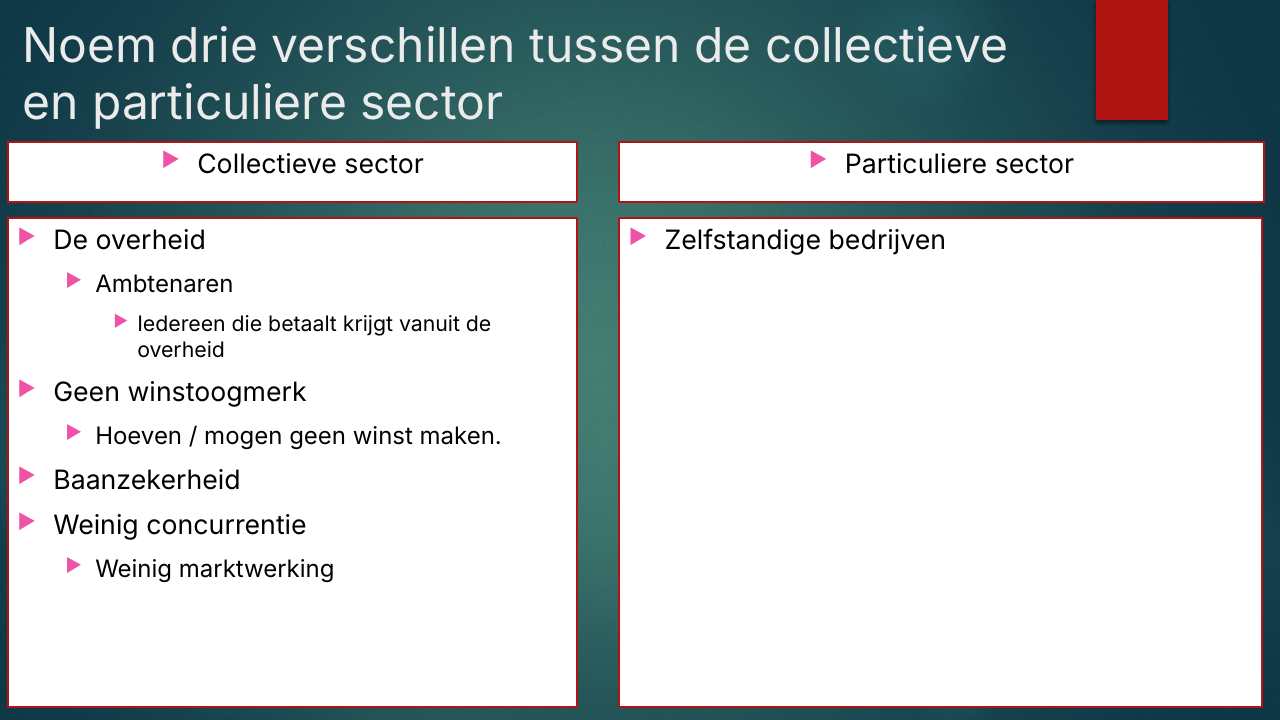 Noem drie verschillen tussen de collectieve
en particuliere sector
Collectieve sector
Particuliere sector
De overheid
Ambtenaren
Iedereen die betaalt krijgt vanuit de
overheid
Geen winstoogmerk
Hoeven / mogen geen winst maken.
Baanzekerheid
Weinig concurrentie
Weinig marktwerking
Zelfstandige bedrijven